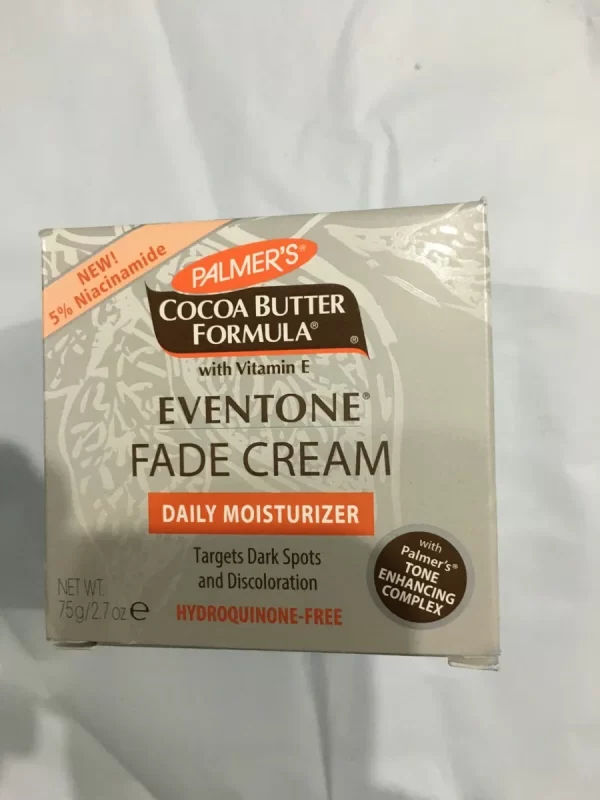 NEW!
5% Niacinamide
PALMER'S®
COCOA BUTTER
FORMULA®
®
with Vitamin E
EVENTONE®
FADE CREAM
DAILY MOISTURIZER
Targets Dark Spots
and Discoloration
HYDROQUINONE-FREE
NET WT.
75g/2.7 oz ℮
with
Palmer's®
TONE
ENHANCING
COMPLEX